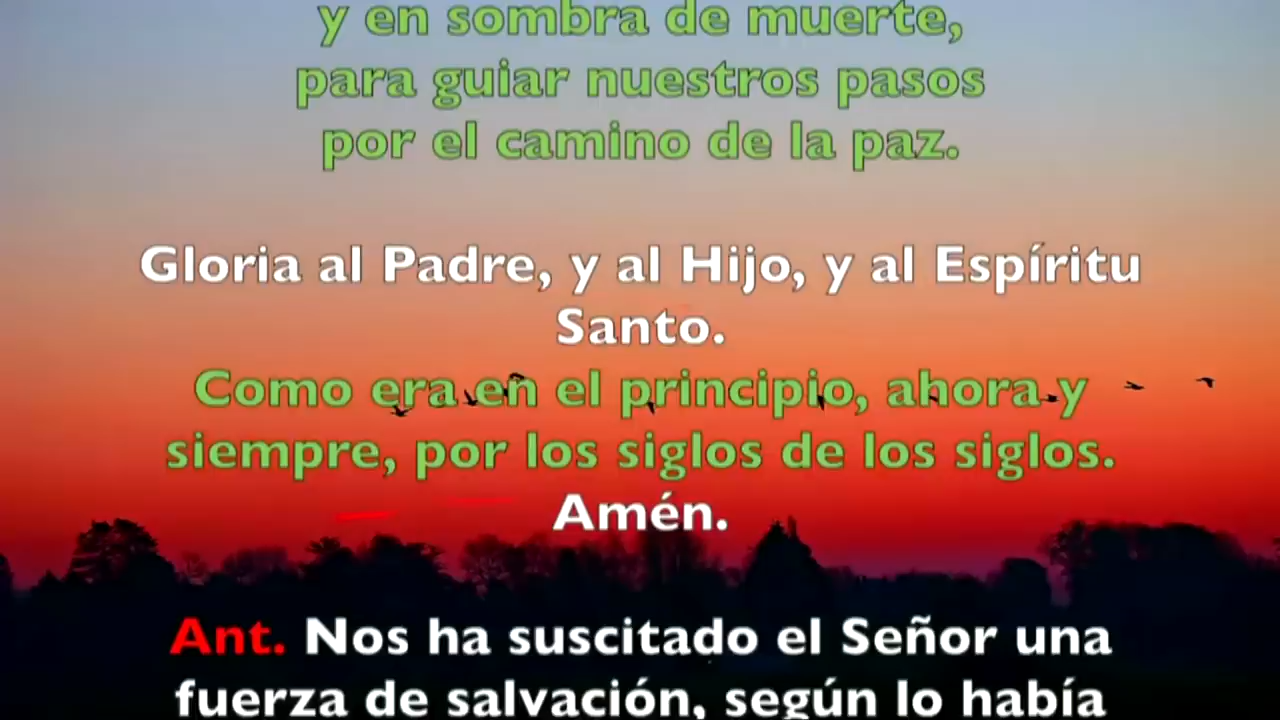 y en sombra de muerte,
para guiar nuestros pasos
por el camino de la paz.
Gloria al Padre, y al Hijo, y al Espíritu
Santo.
Como era en el principio, ahora y
siempre, por los siglos de los siglos.
Amén.
Ant. Nos ha suscitado el Señor una
fuerza de salvación, según lo había